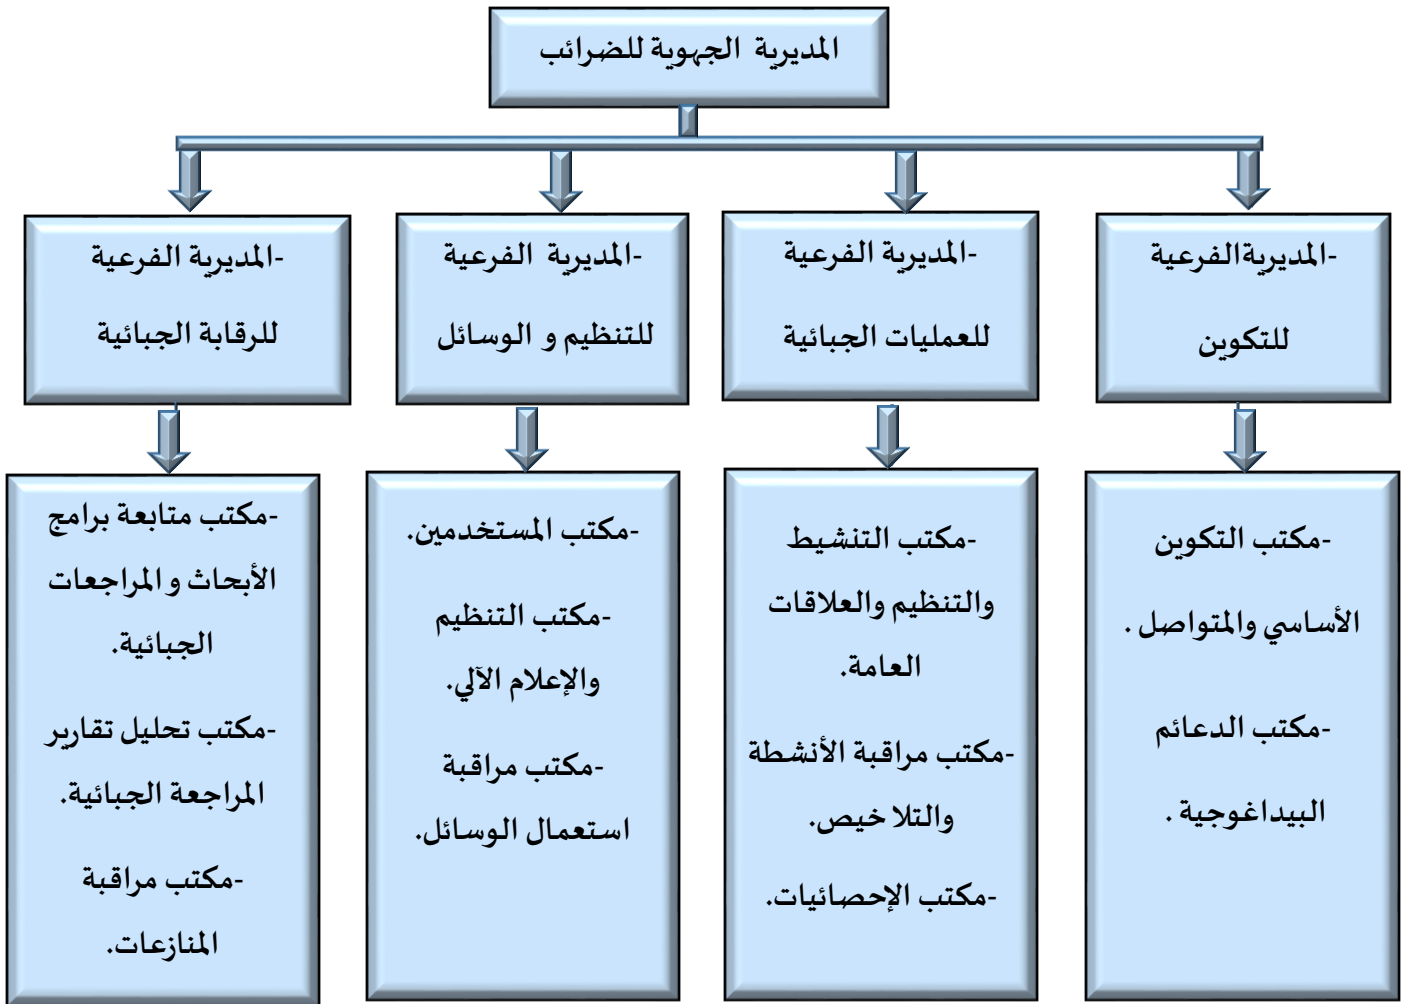 المديرية الجهوية للضرائب
-المديرية الفرعية
للتكوين
-المديرية الفرعية
للعمليات الجبائية
-المديرية الفرعية
للتنظيم و الوسائل
-المديرية الفرعية
للرقابة الجبائية
-مكتب التكوين
الأساسي والمتواصل .
-مكتب الدعائم
البيداغوجية .
-مكتب التنشيط
والتنظيم والعلاقات
العامة.
-مكتب مراقبة الأنشطة
والتلا خيص.
-مكتب الإحصائيات.
-مكتب المستخدمين.
-مكتب التنظيم
والإعلام الآلي.
-مكتب مراقبة
استعمال الوسائل.
-مكتب متابعة برامج
الأبحاث و المراجعات
الجبائية.
-مكتب تحليل تقارير
المراجعة الجبائية.
-مكتب مراقبة
المنازعات.